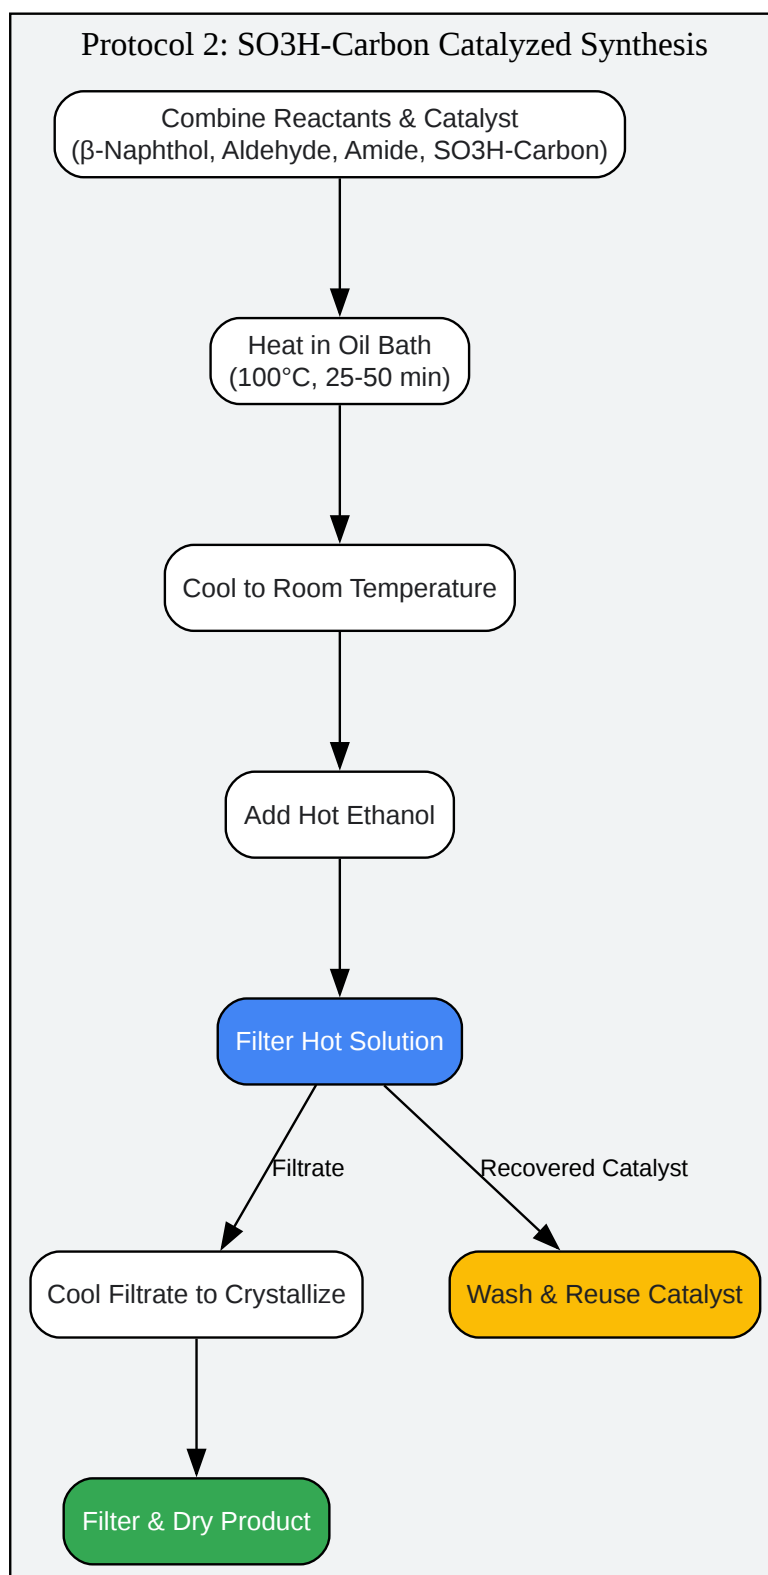 Protocol 2: SO3H-Carbon Catalyzed Synthesis
Combine Reactants & Catalyst
(β-Naphthol, Aldehyde, Amide, SO3H-Carbon)
Heat in Oil Bath
(100°C, 25-50 min)
Cool to Room Temperature
Add Hot Ethanol
Filter Hot Solution
Filtrate
Recovered Catalyst
Cool Filtrate to Crystallize
Wash & Reuse Catalyst
Filter & Dry Product